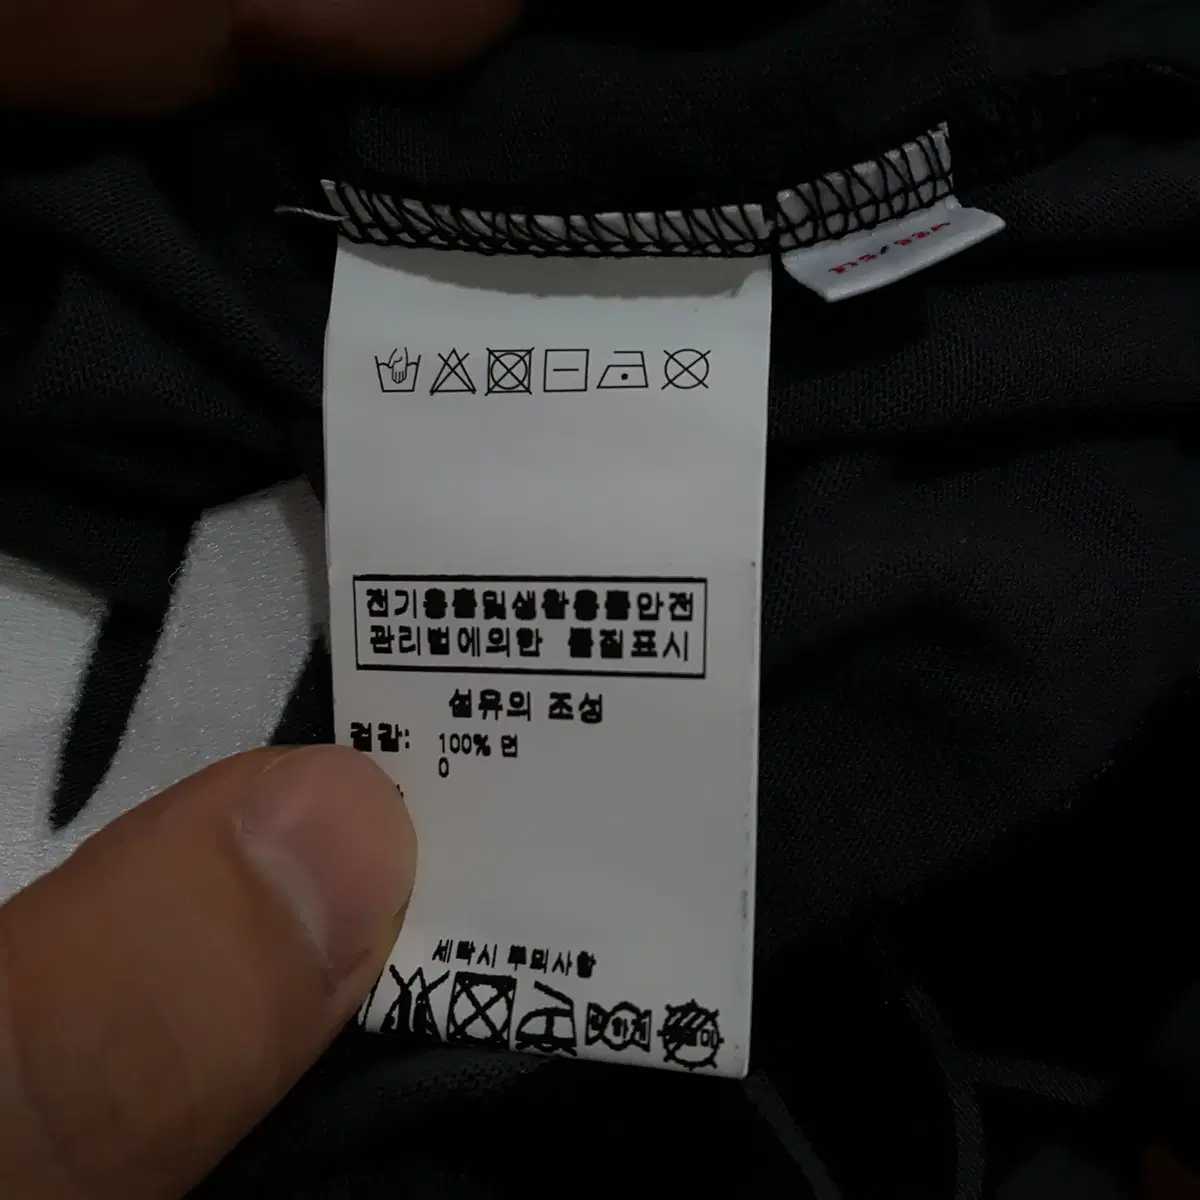 전기용품및생활용품안전
관리법에의한 품질표시
섬유의 조성
겉감: 100% 면
0
세탁시 주의사항